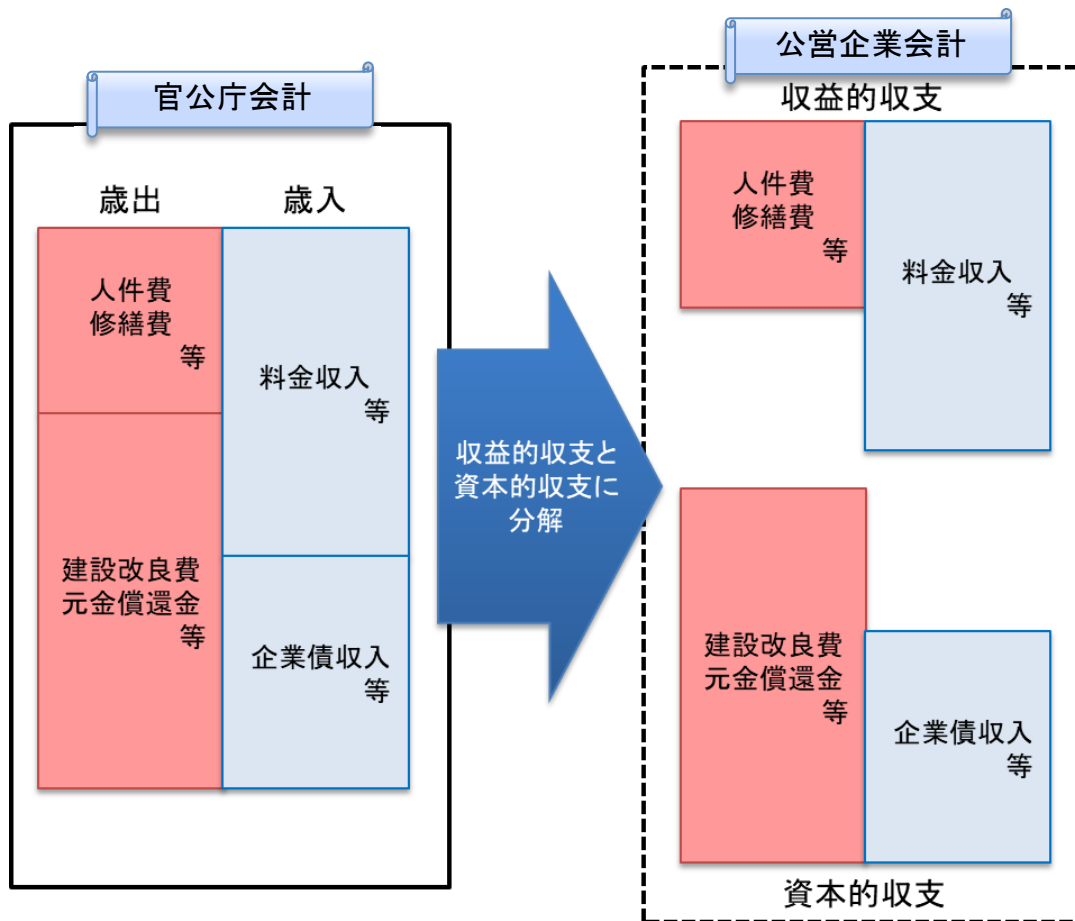 官公庁会計
歳出
歳入
人件費
修繕費
等
建設改良費
元金償還金
等
料金収入
等
企業債収入
等
収益的収支と
資本的収支に
分解
公営企業会計
収益的収支
人件費
修繕費
等
料金収入
等
建設改良費
元金償還金
等
企業債収入
等
資本的収支